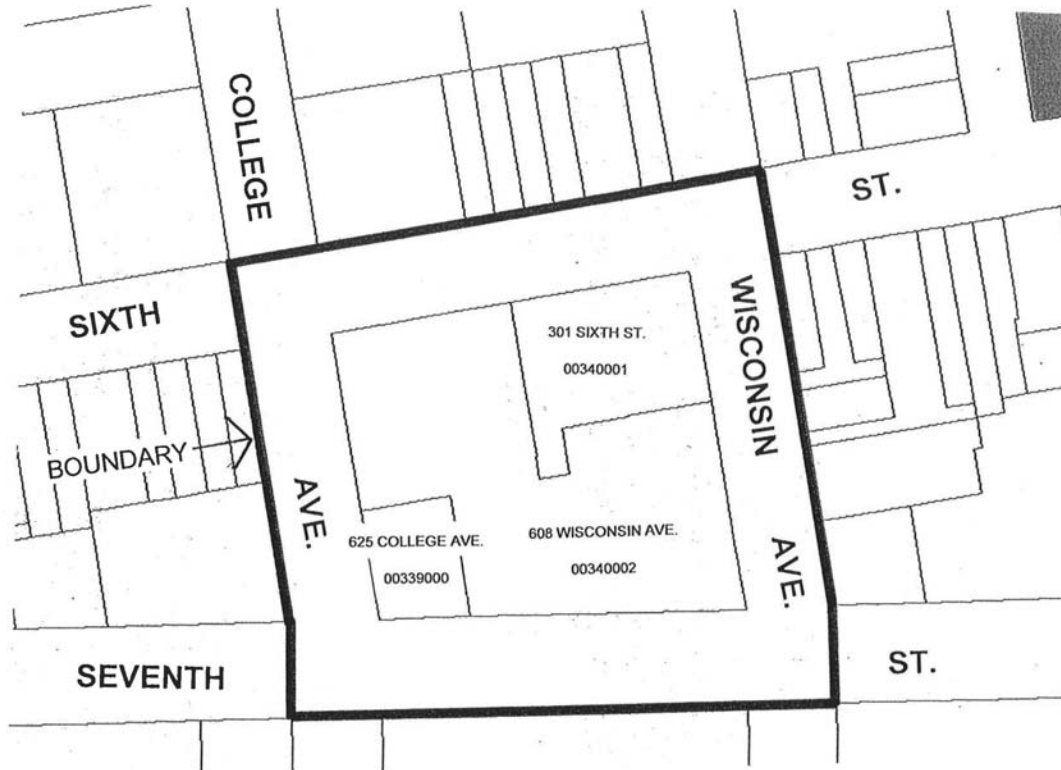 COLLEGE
ST.
SIXTH
WISCONSIN
301 SIXTH ST.
00340001
BOUNDARY
AVE.
625 COLLEGE AVE.
00339000
608 WISCONSIN AVE.
00340002
AVE.
SEVENTH
ST.